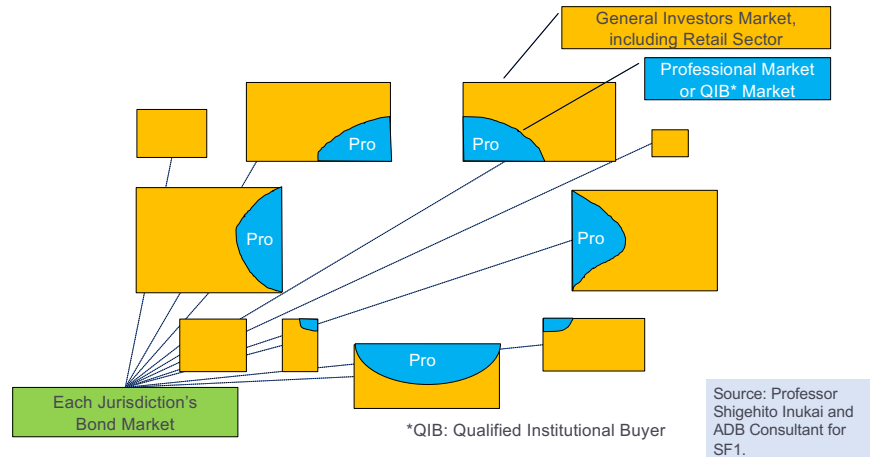 General Investors Market,
including Retail Sector
Professional Market
or QIB* Market
Pro
Pro
Pro
Pro
Pro
Each Jurisdiction's
Bond Market
*QIB: Qualified Institutional Buyer
Source: Professor
Shigehito Inukai and
ADB Consultant for
SF1.